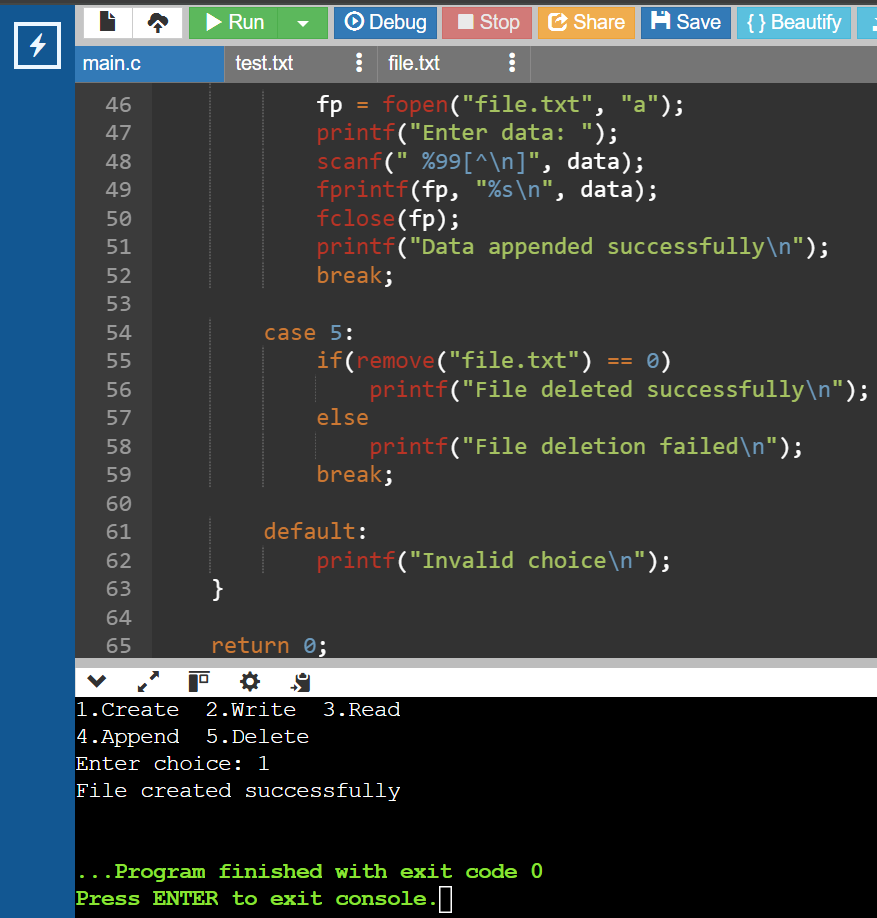 Run Debug Stop Share Save { } Beautify
main.c test.txt file.txt
46 fp = fopen("file.txt", "a");
47 printf("Enter data: ");
48 scanf(" %99[^\n]", data);
49 fprintf(fp, "%s\n", data);
50 fclose(fp);
51 printf("Data appended successfully\n");
52 break;
53
54 case 5:
55 if(remove("file.txt") == 0)
56 printf("File deleted successfully\n");
57 else
58 printf("File deletion failed\n");
59 break;
60
61 default:
62 printf("Invalid choice\n");
63 }
64
65 return 0;
1.Create 2.Write 3.Read
4.Append 5.Delete
Enter choice: 1
File created successfully
...Program finished with exit code 0
Press ENTER to exit console.